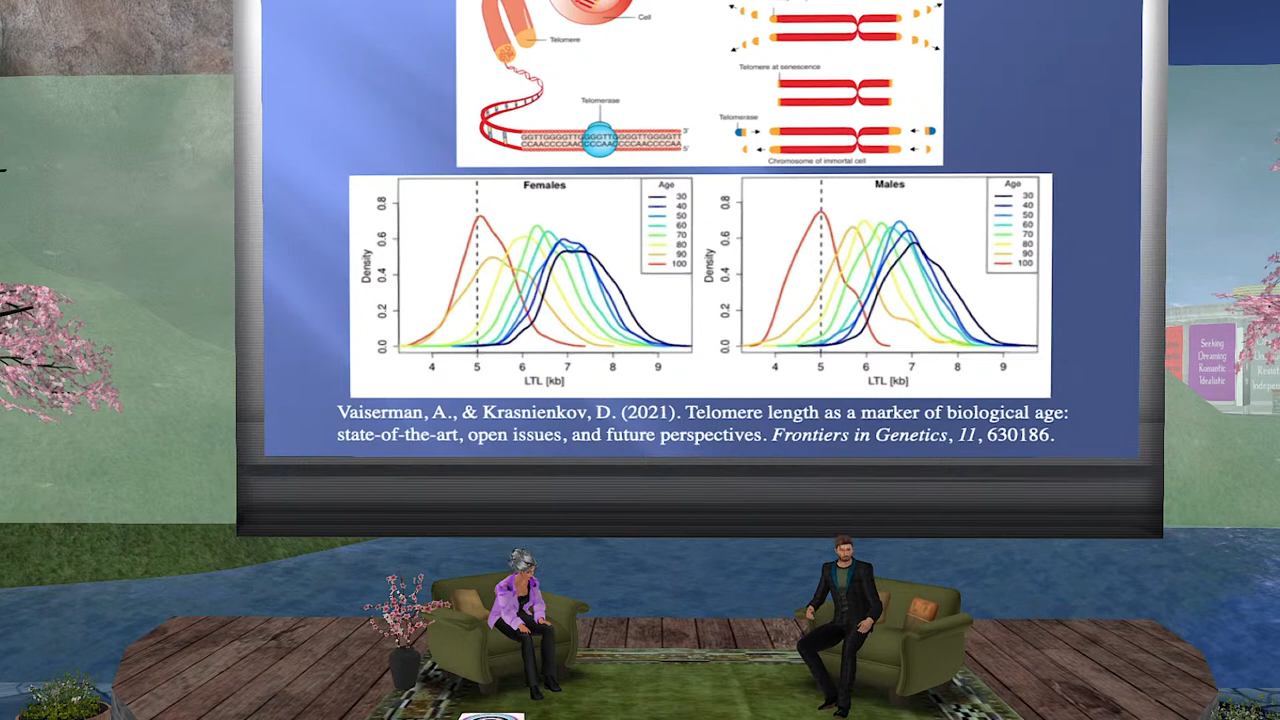 Cell
Telomere
Telomere at senescence
Telomerase
Telomerase
GGTTGGGGTTGGGGTTGGGGTTGGGGTT
3'
CCAACCCCAACCCCAACCCCAACCCCAA
5'
Chromosome of immortal cell
Females
Age
30
40
50
60
70
80
90
100
Density
0.8
0.6
0.4
0.2
0.0
4 5 6 7 8 9
LTL [kb]
Males
Age
30
40
50
60
70
80
90
100
Density
0.8
0.6
0.4
0.2
0.0
4 5 6 7 8 9
LTL [kb]
Vaiserman, A., & Krasnienkov, D. (2021). Telomere length as a marker of biological age:
state-of-the-art, open issues, and future perspectives. Frontiers in Genetics, 11, 630186.
Seeking
Dreaming
Romantic
Idealistic